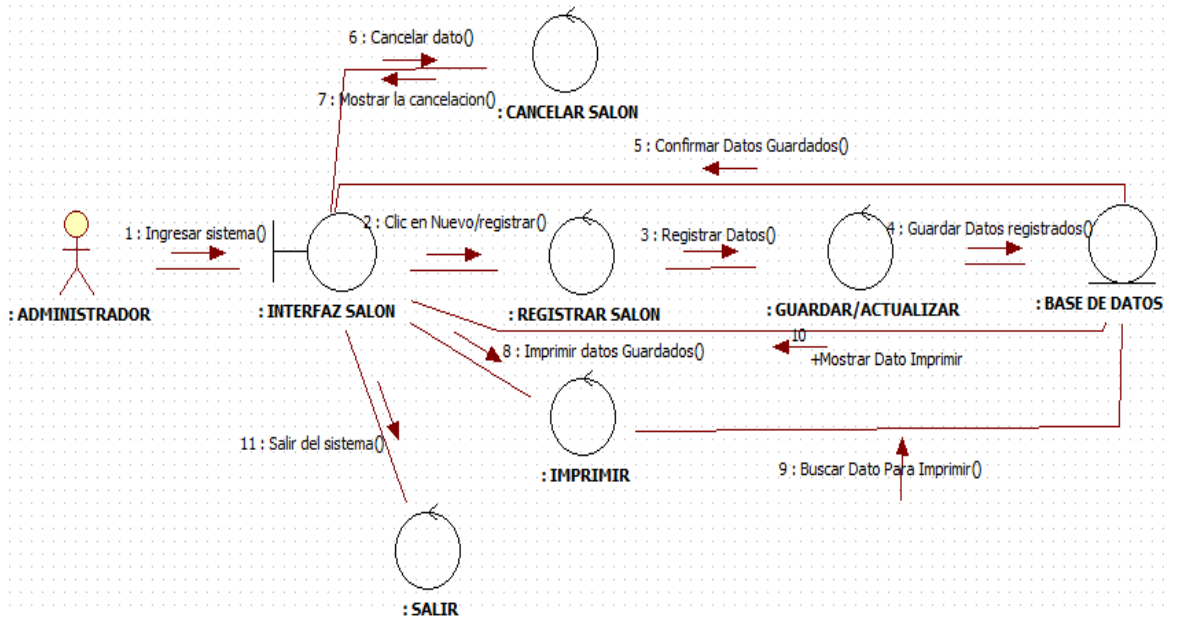 6 : Cancelar dato()
7 : Mostrar la cancelacion()
: CANCELAR SALON
5 : Confirmar Datos Guardados()
1 : Ingresar sistema()
2 : Clic en Nuevo/registrar()
3 : Registrar Datos()
4 : Guardar Datos registrados()
: ADMINISTRADOR
: INTERFAZ SALON
: REGISTRAR SALON
: GUARDAR/ACTUALIZAR
: BASE DE DATOS
8 : Imprimir datos Guardados()
10
+Mostrar Dato Imprimir
11 : Salir del sistema()
: IMPRIMIR
9 : Buscar Dato Para Imprimir()
: SALIR